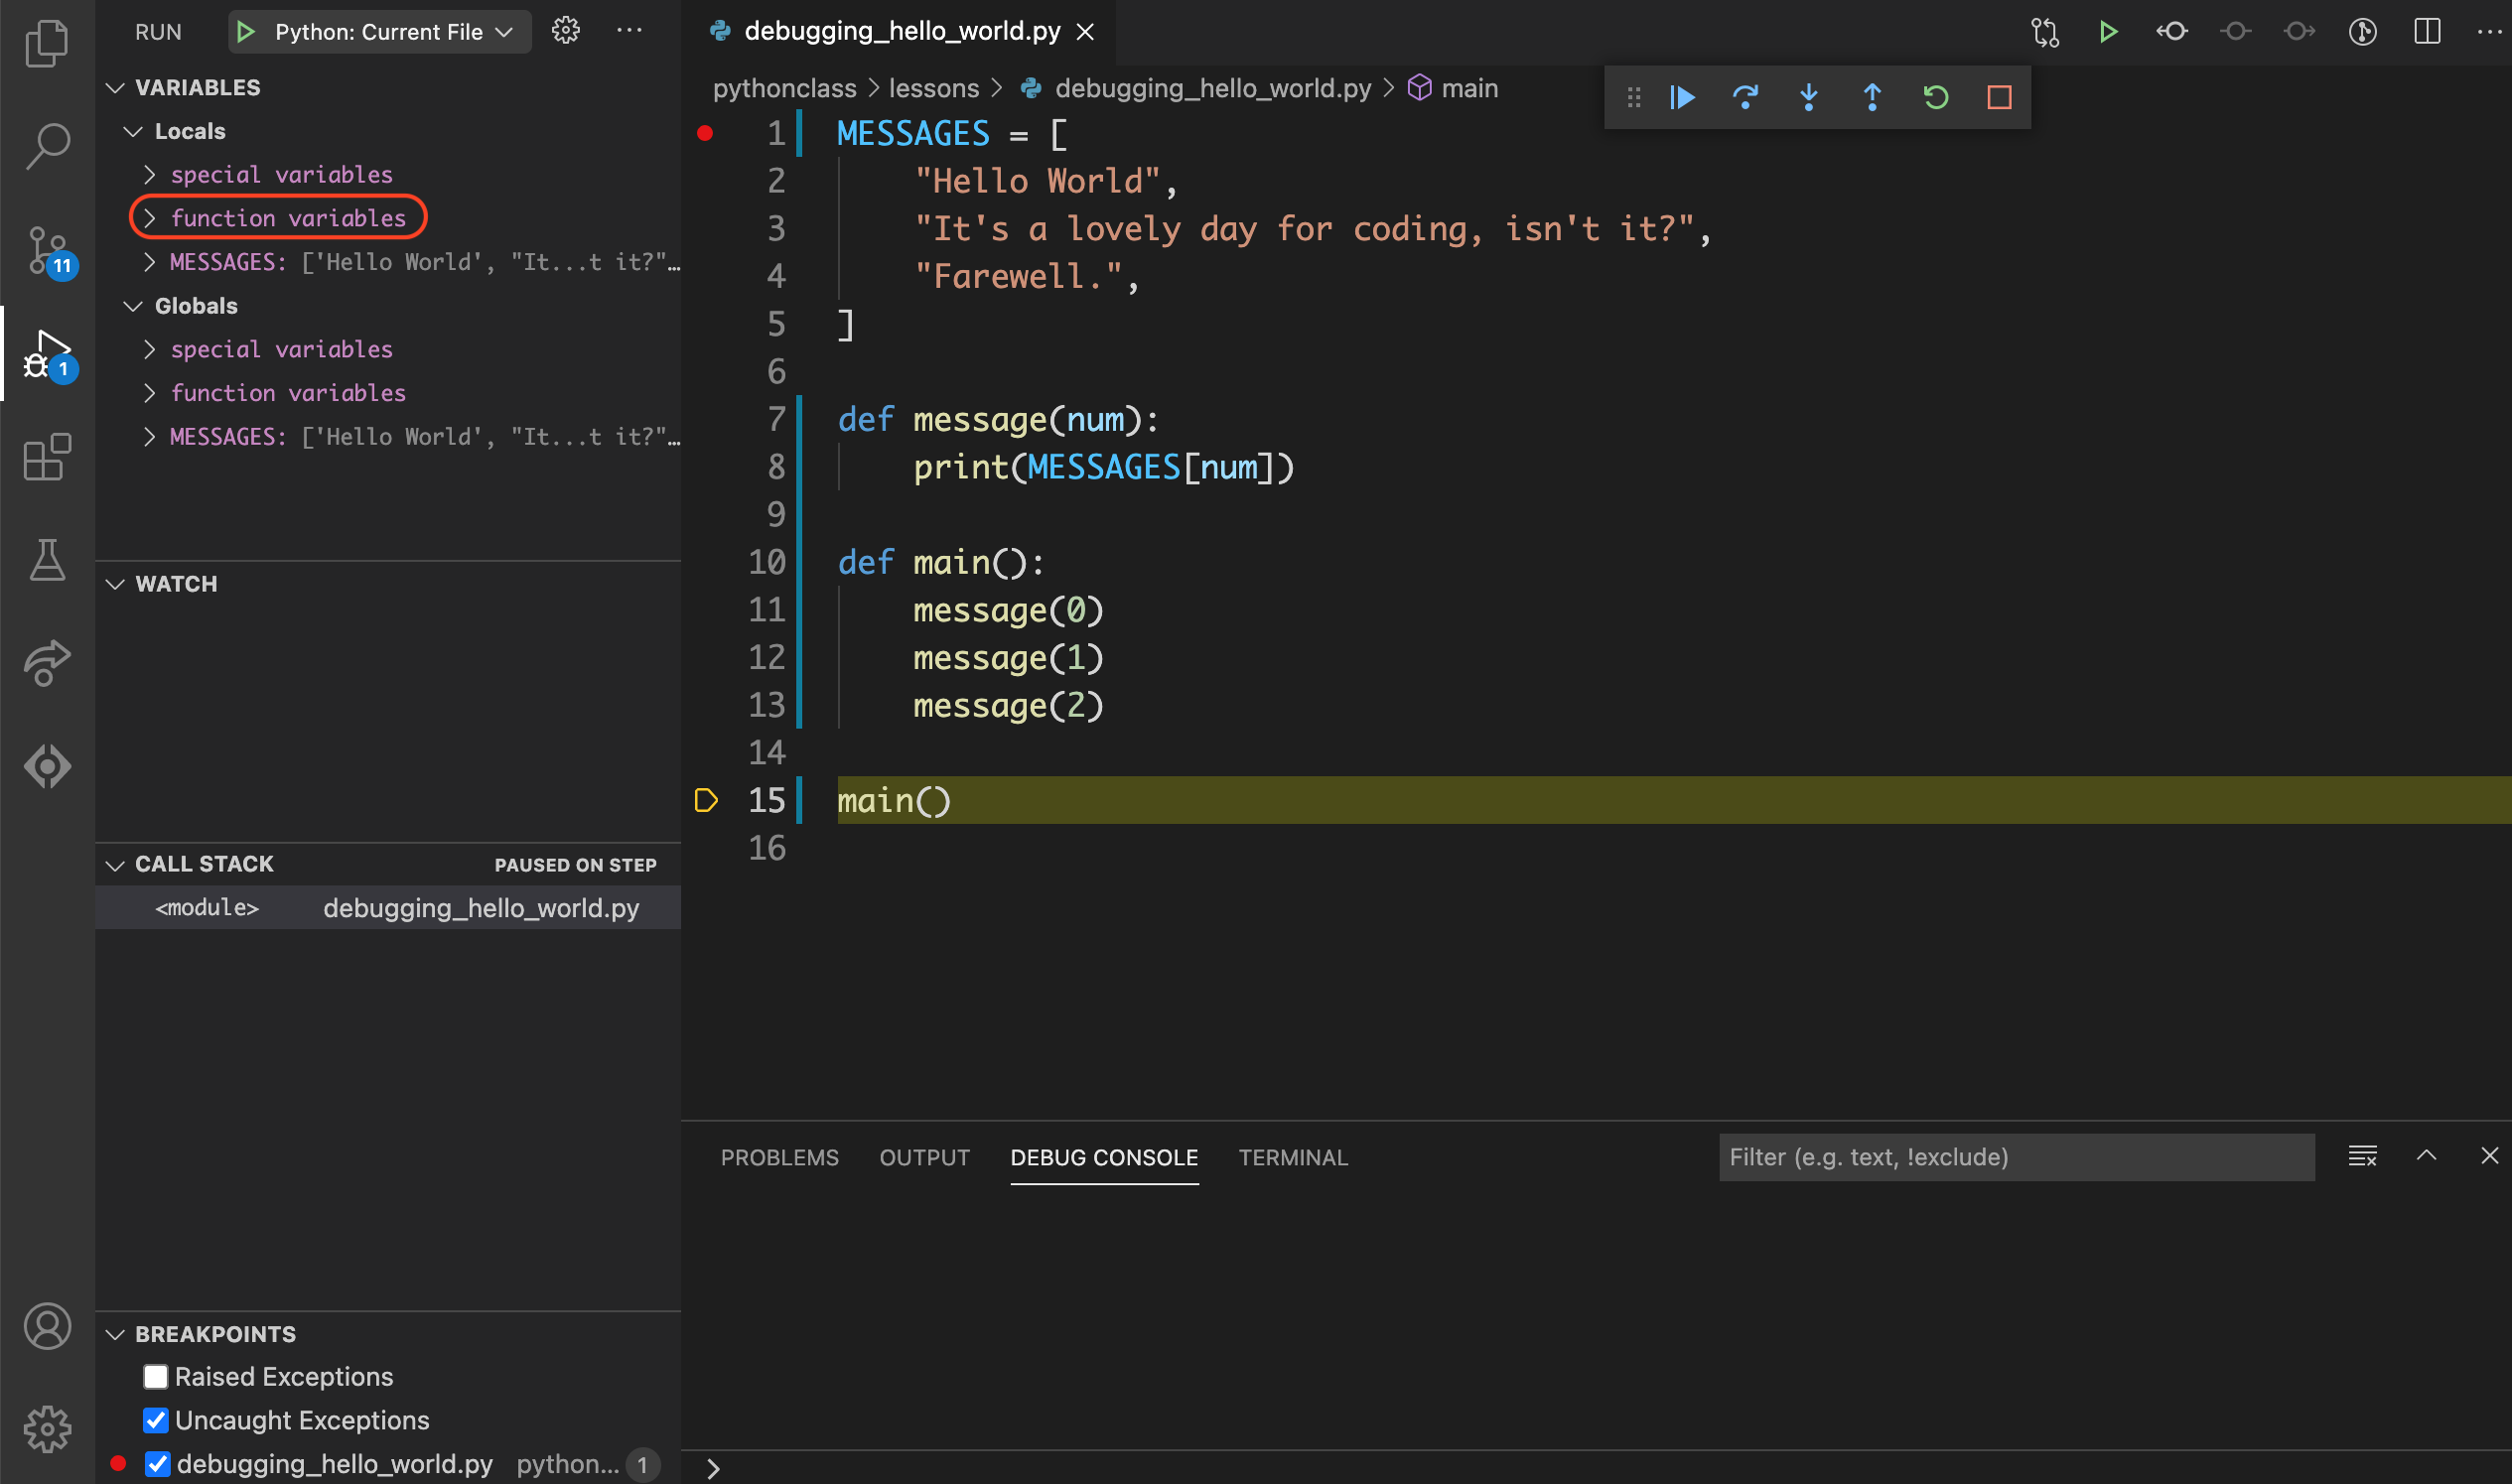 RUN
Python: Current File
VARIABLES
Locals
special variables
function variables
MESSAGES: ['Hello World', "It...t it?"…
Globals
special variables
function variables
MESSAGES: ['Hello World', "It...t it?"…
11
1
WATCH
CALL STACK
PAUSED ON STEP
<module> debugging_hello_world.py
BREAKPOINTS
Raised Exceptions
Uncaught Exceptions
debugging_hello_world.py python... 1
debugging_hello_world.py
pythonclass > lessons > debugging_hello_world.py > main
1 MESSAGES = [
2 "Hello World",
3 "It's a lovely day for coding, isn't it?",
4 "Farewell.",
5 ]
6
7 def message(num):
8 print(MESSAGES[num])
9
10 def main():
11 message(0)
12 message(1)
13 message(2)
14
15 main()
16
PROBLEMS OUTPUT DEBUG CONSOLE TERMINAL
Filter (e.g. text, !exclude)